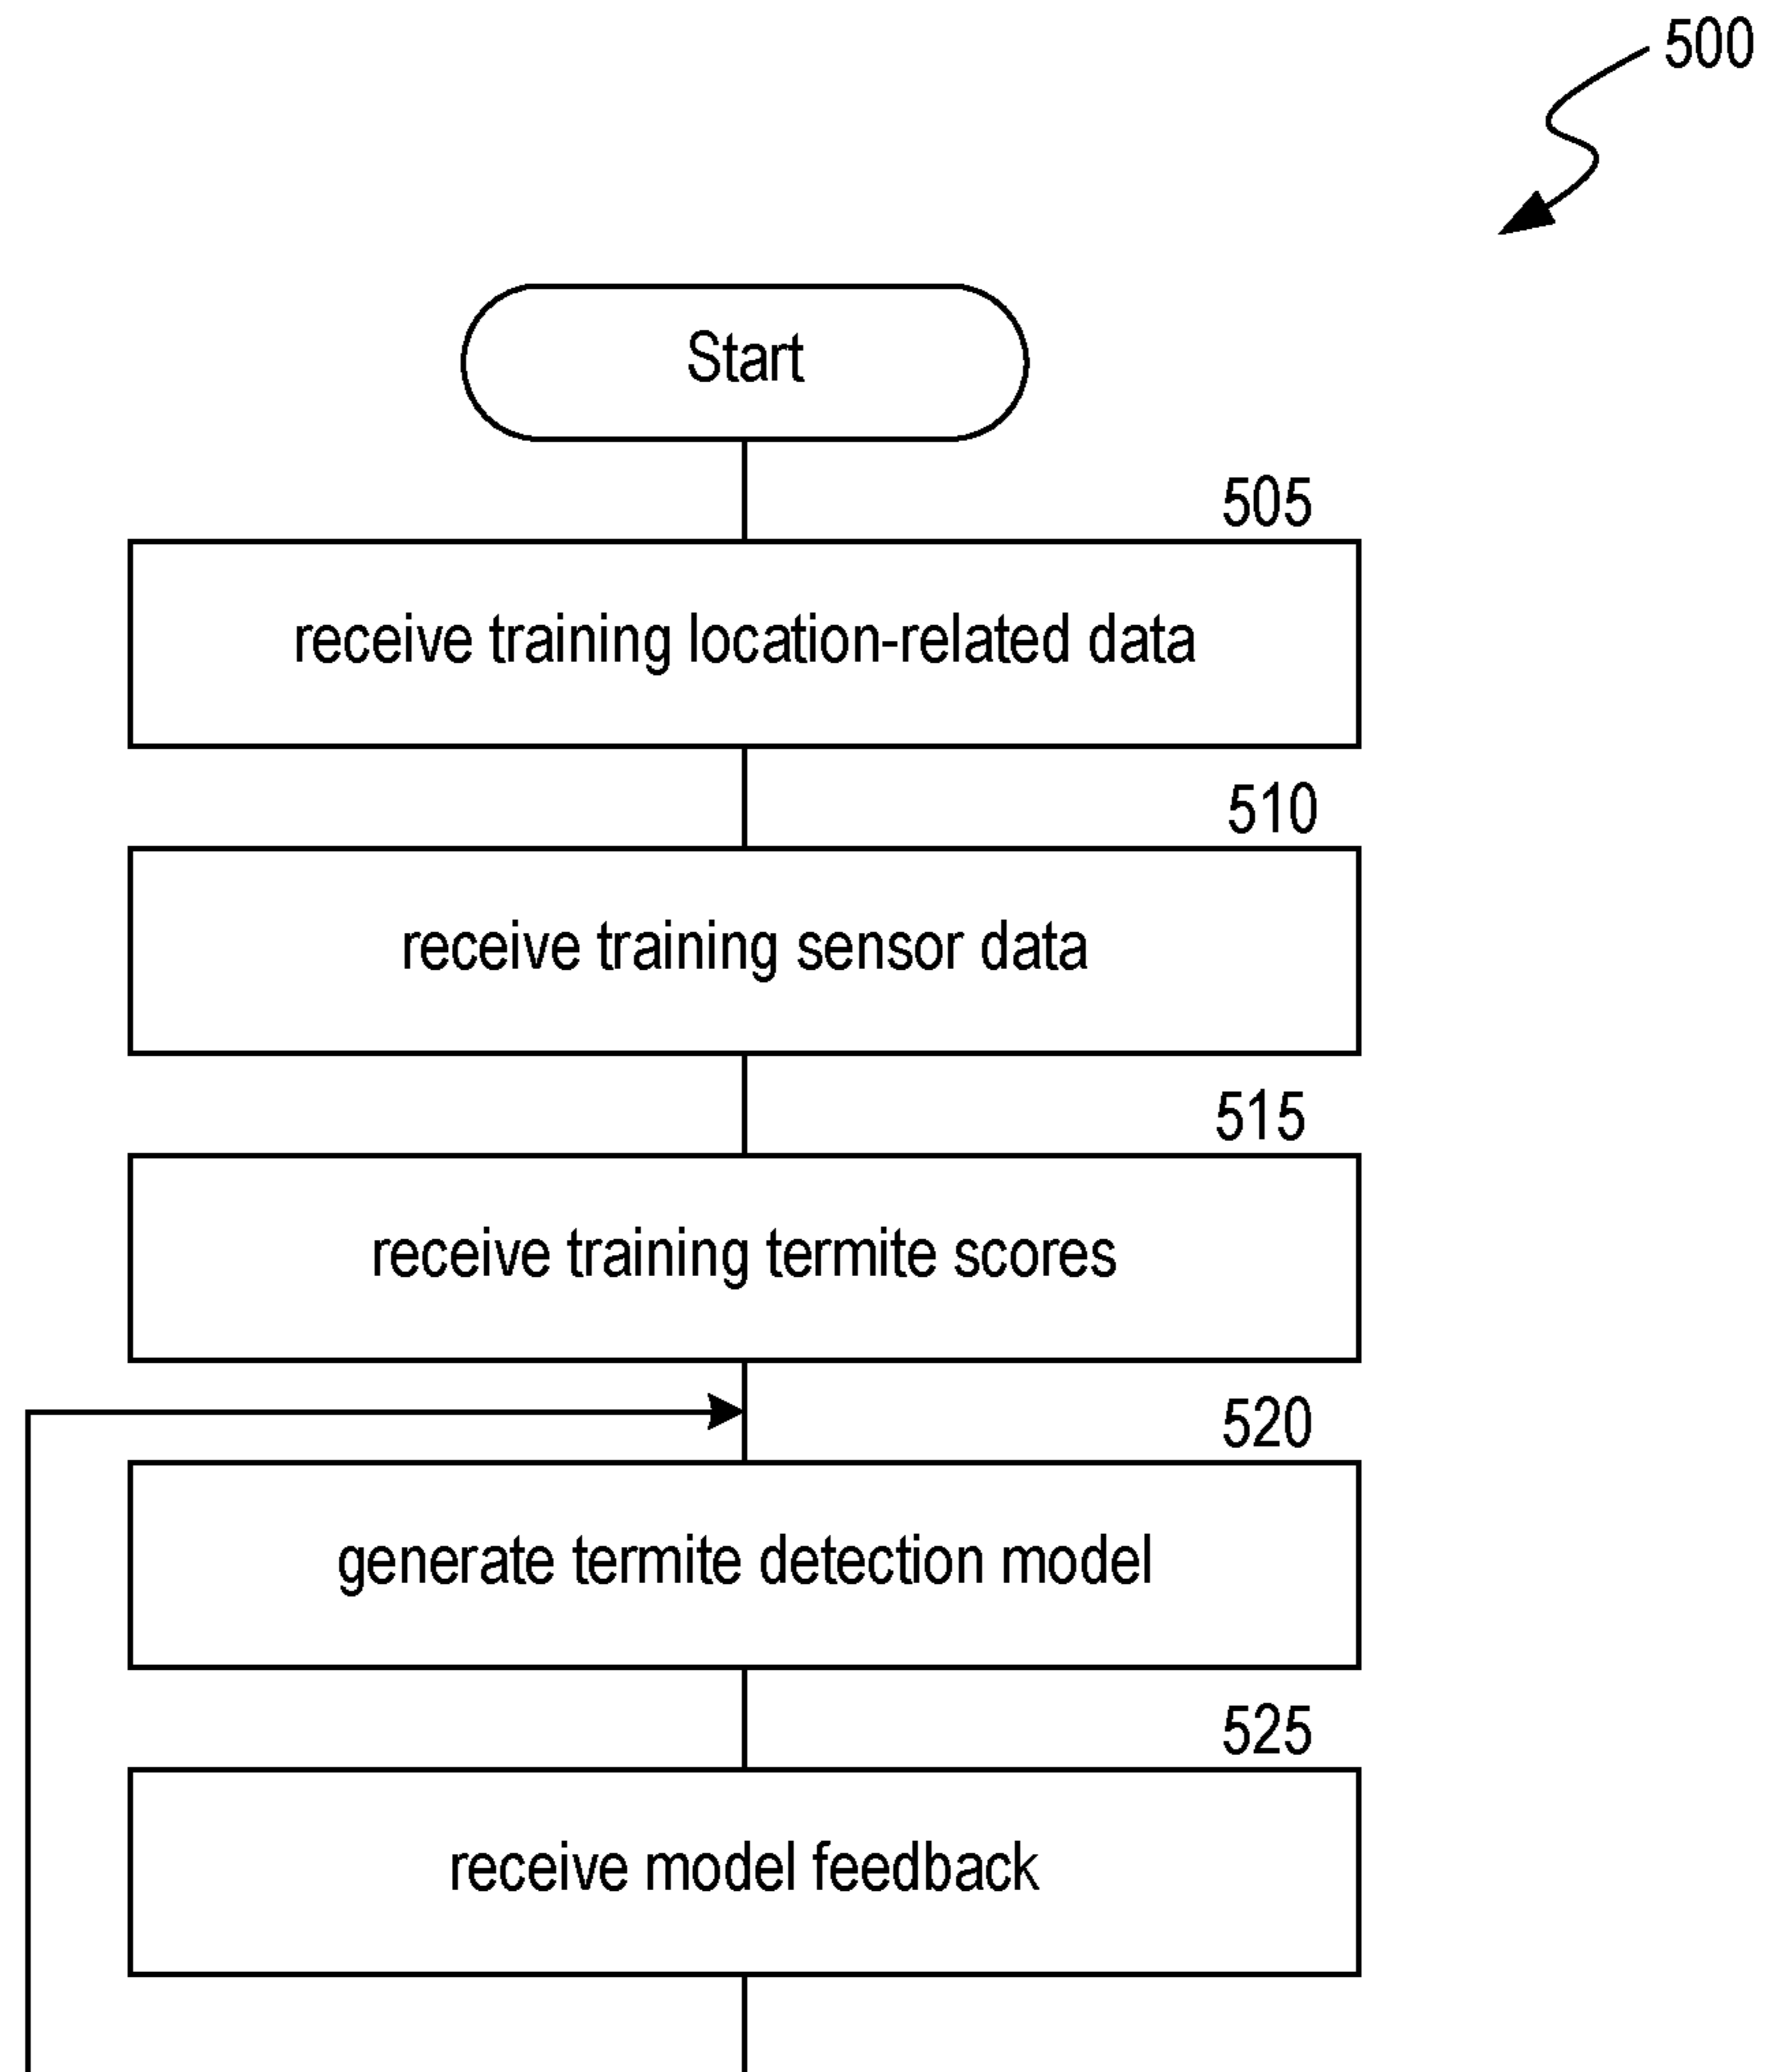 500
Start
505
receive training location-related data
510
receive training sensor data
515
receive training termite scores
520
generate termite detection model
525
receive model feedback